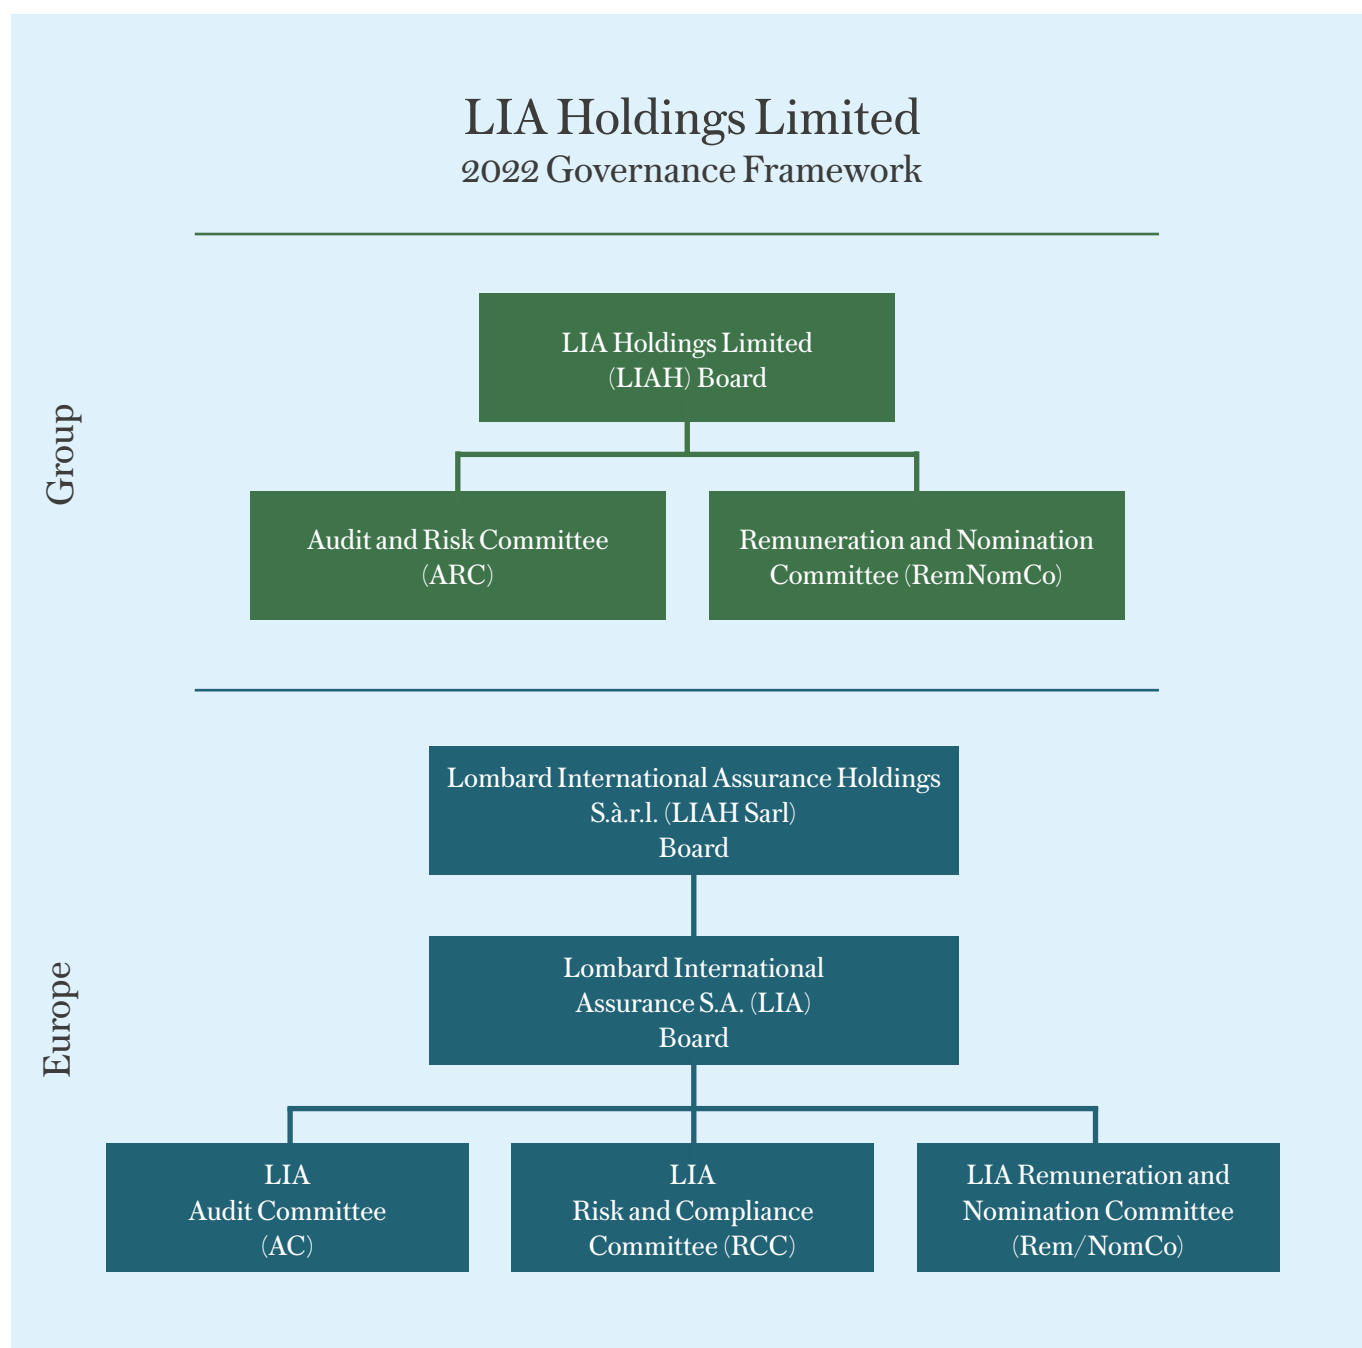 LIA Holdings Limited
2022 Governance Framework
Group
LIA Holdings Limited
(LIAH) Board
Audit and Risk Committee
(ARC)
Remuneration and Nomination
Committee (RemNomCo)
Europe
Lombard International Assurance Holdings
S.à.r.l. (LIAH Sarl)
Board
Lombard International
Assurance S.A. (LIA)
Board
LIA
Audit Committee
(AC)
LIA
Risk and Compliance
Committee (RCC)
LIA Remuneration and
Nomination Committee
(Rem/NomCo)